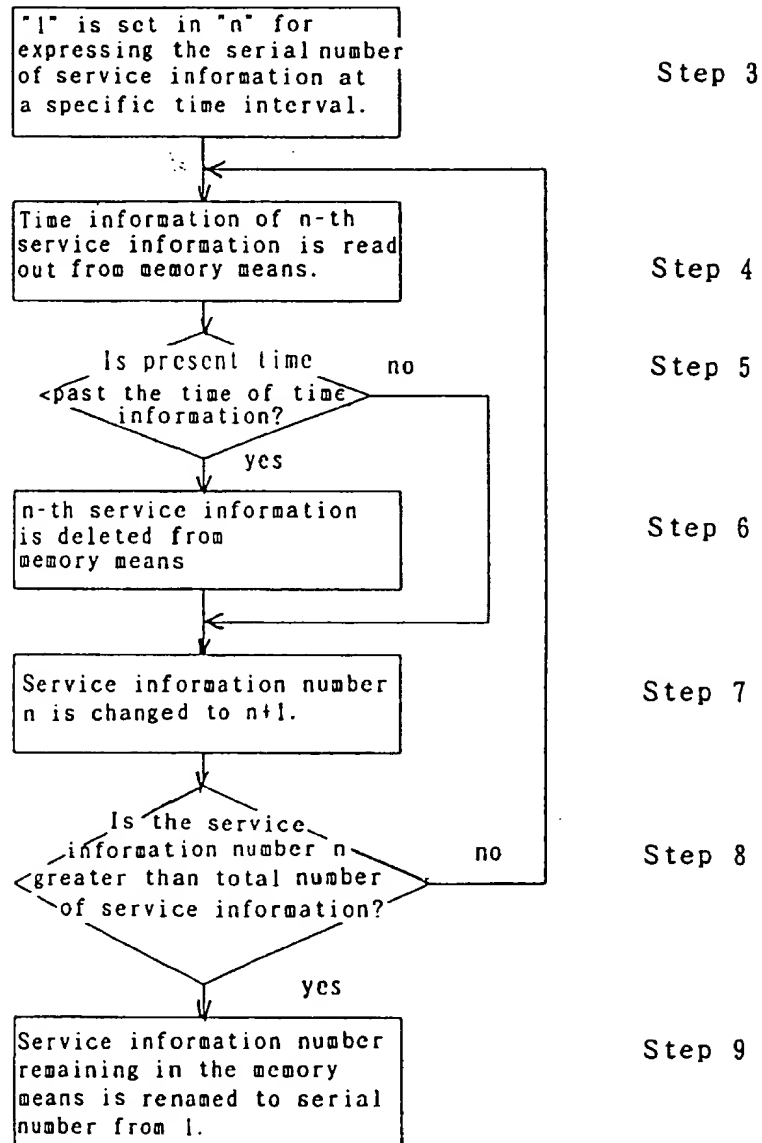 "1" is set in "n" for
expressing the serial number
of service information at
a specific time interval.
Step 3
Time information of n-th
service information is read
out from memory means.
Step 4
Is present time
past the time of time
information?
no
yes
Step 5
n-th service information
is deleted from
memory means
Step 6
Service information number
n is changed to n+1.
Step 7
Is the service
information number n
greater than total number
of service information?
no
yes
Step 8
Service information number
remaining in the memory
means is renamed to serial
number from 1.
Step 9